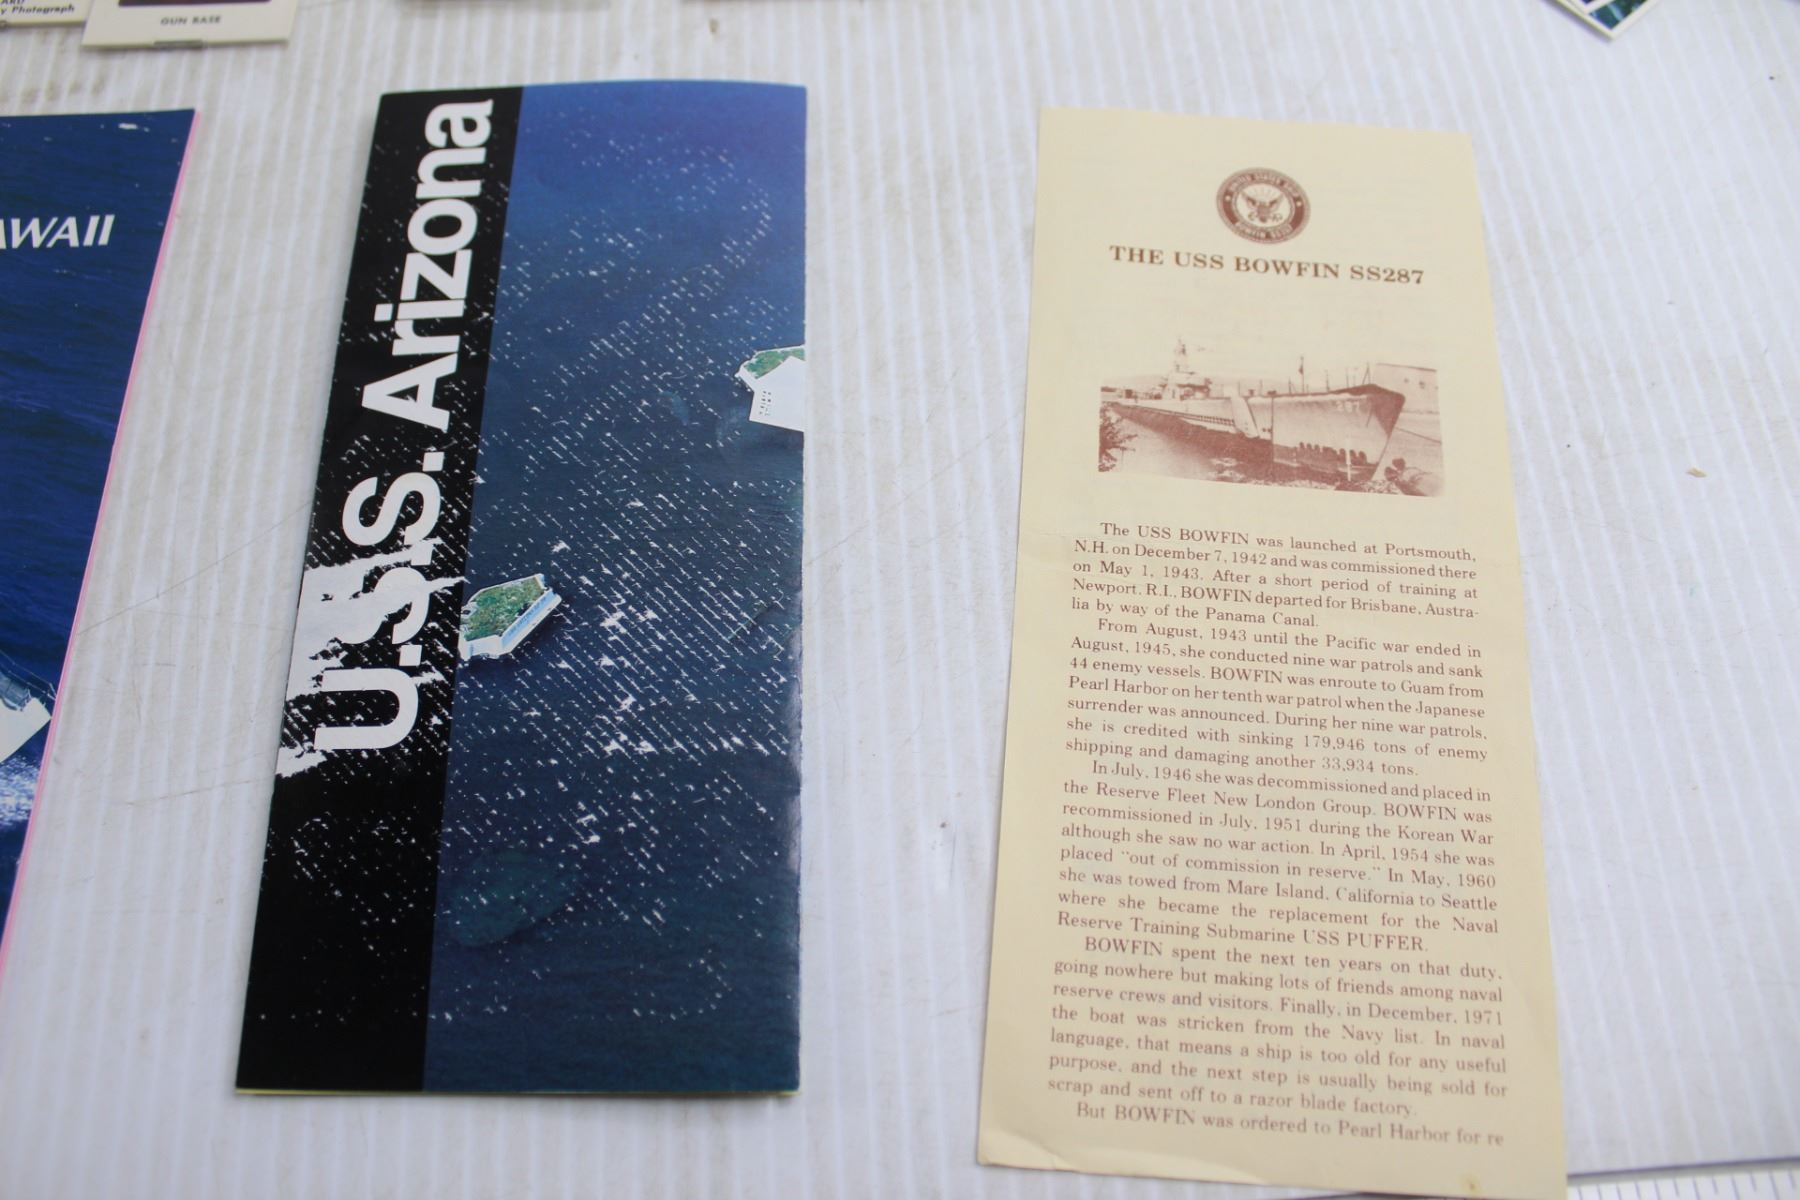 ARD
y Photograph
GUN BASE
AWAII
U.S.S. Arizona
UNITED STATES
BOWFIN SS287
THE USS BOWFIN SS287
287
The USS BOWFIN was launched at Portsmouth,
N.H. on December 7, 1942 and was commissioned there
on May 1, 1943. After a short period of training at
Newport, R.I., BOWFIN departed for Brisbane, Austra-
lia by way of the Panama Canal.
From August, 1943 until the Pacific war ended in
August, 1945, she conducted nine war patrols and sank
44 enemy vessels. BOWFIN was enroute to Guam from
Pearl Harbor on her tenth war patrol when the Japanese
surrender was announced. During her nine war patrols,
she is credited with sinking 179,946 tons of enemy
shipping and damaging another 33,934 tons.
In July, 1946 she was decommissioned and placed in
the Reserve Fleet New London Group. BOWFIN was
recommissioned in July, 1951 during the Korean War
although she saw no war action. In April, 1954 she was
placed "out of commission in reserve." In May, 1960
she was towed from Mare Island, California to Seattle
where she became the replacement for the Naval
Reserve Training Submarine USS PUFFER.
BOWFIN spent the next ten years on that duty,
going nowhere but making lots of friends among naval
reserve crews and visitors. Finally, in December, 1971
the boat was stricken from the Navy list. In naval
language, that means a ship is too old for any useful
purpose, and the next step is usually being sold for
scrap and sent off to a razor blade factory.
But BOWFIN was ordered to Pearl Harbor for re